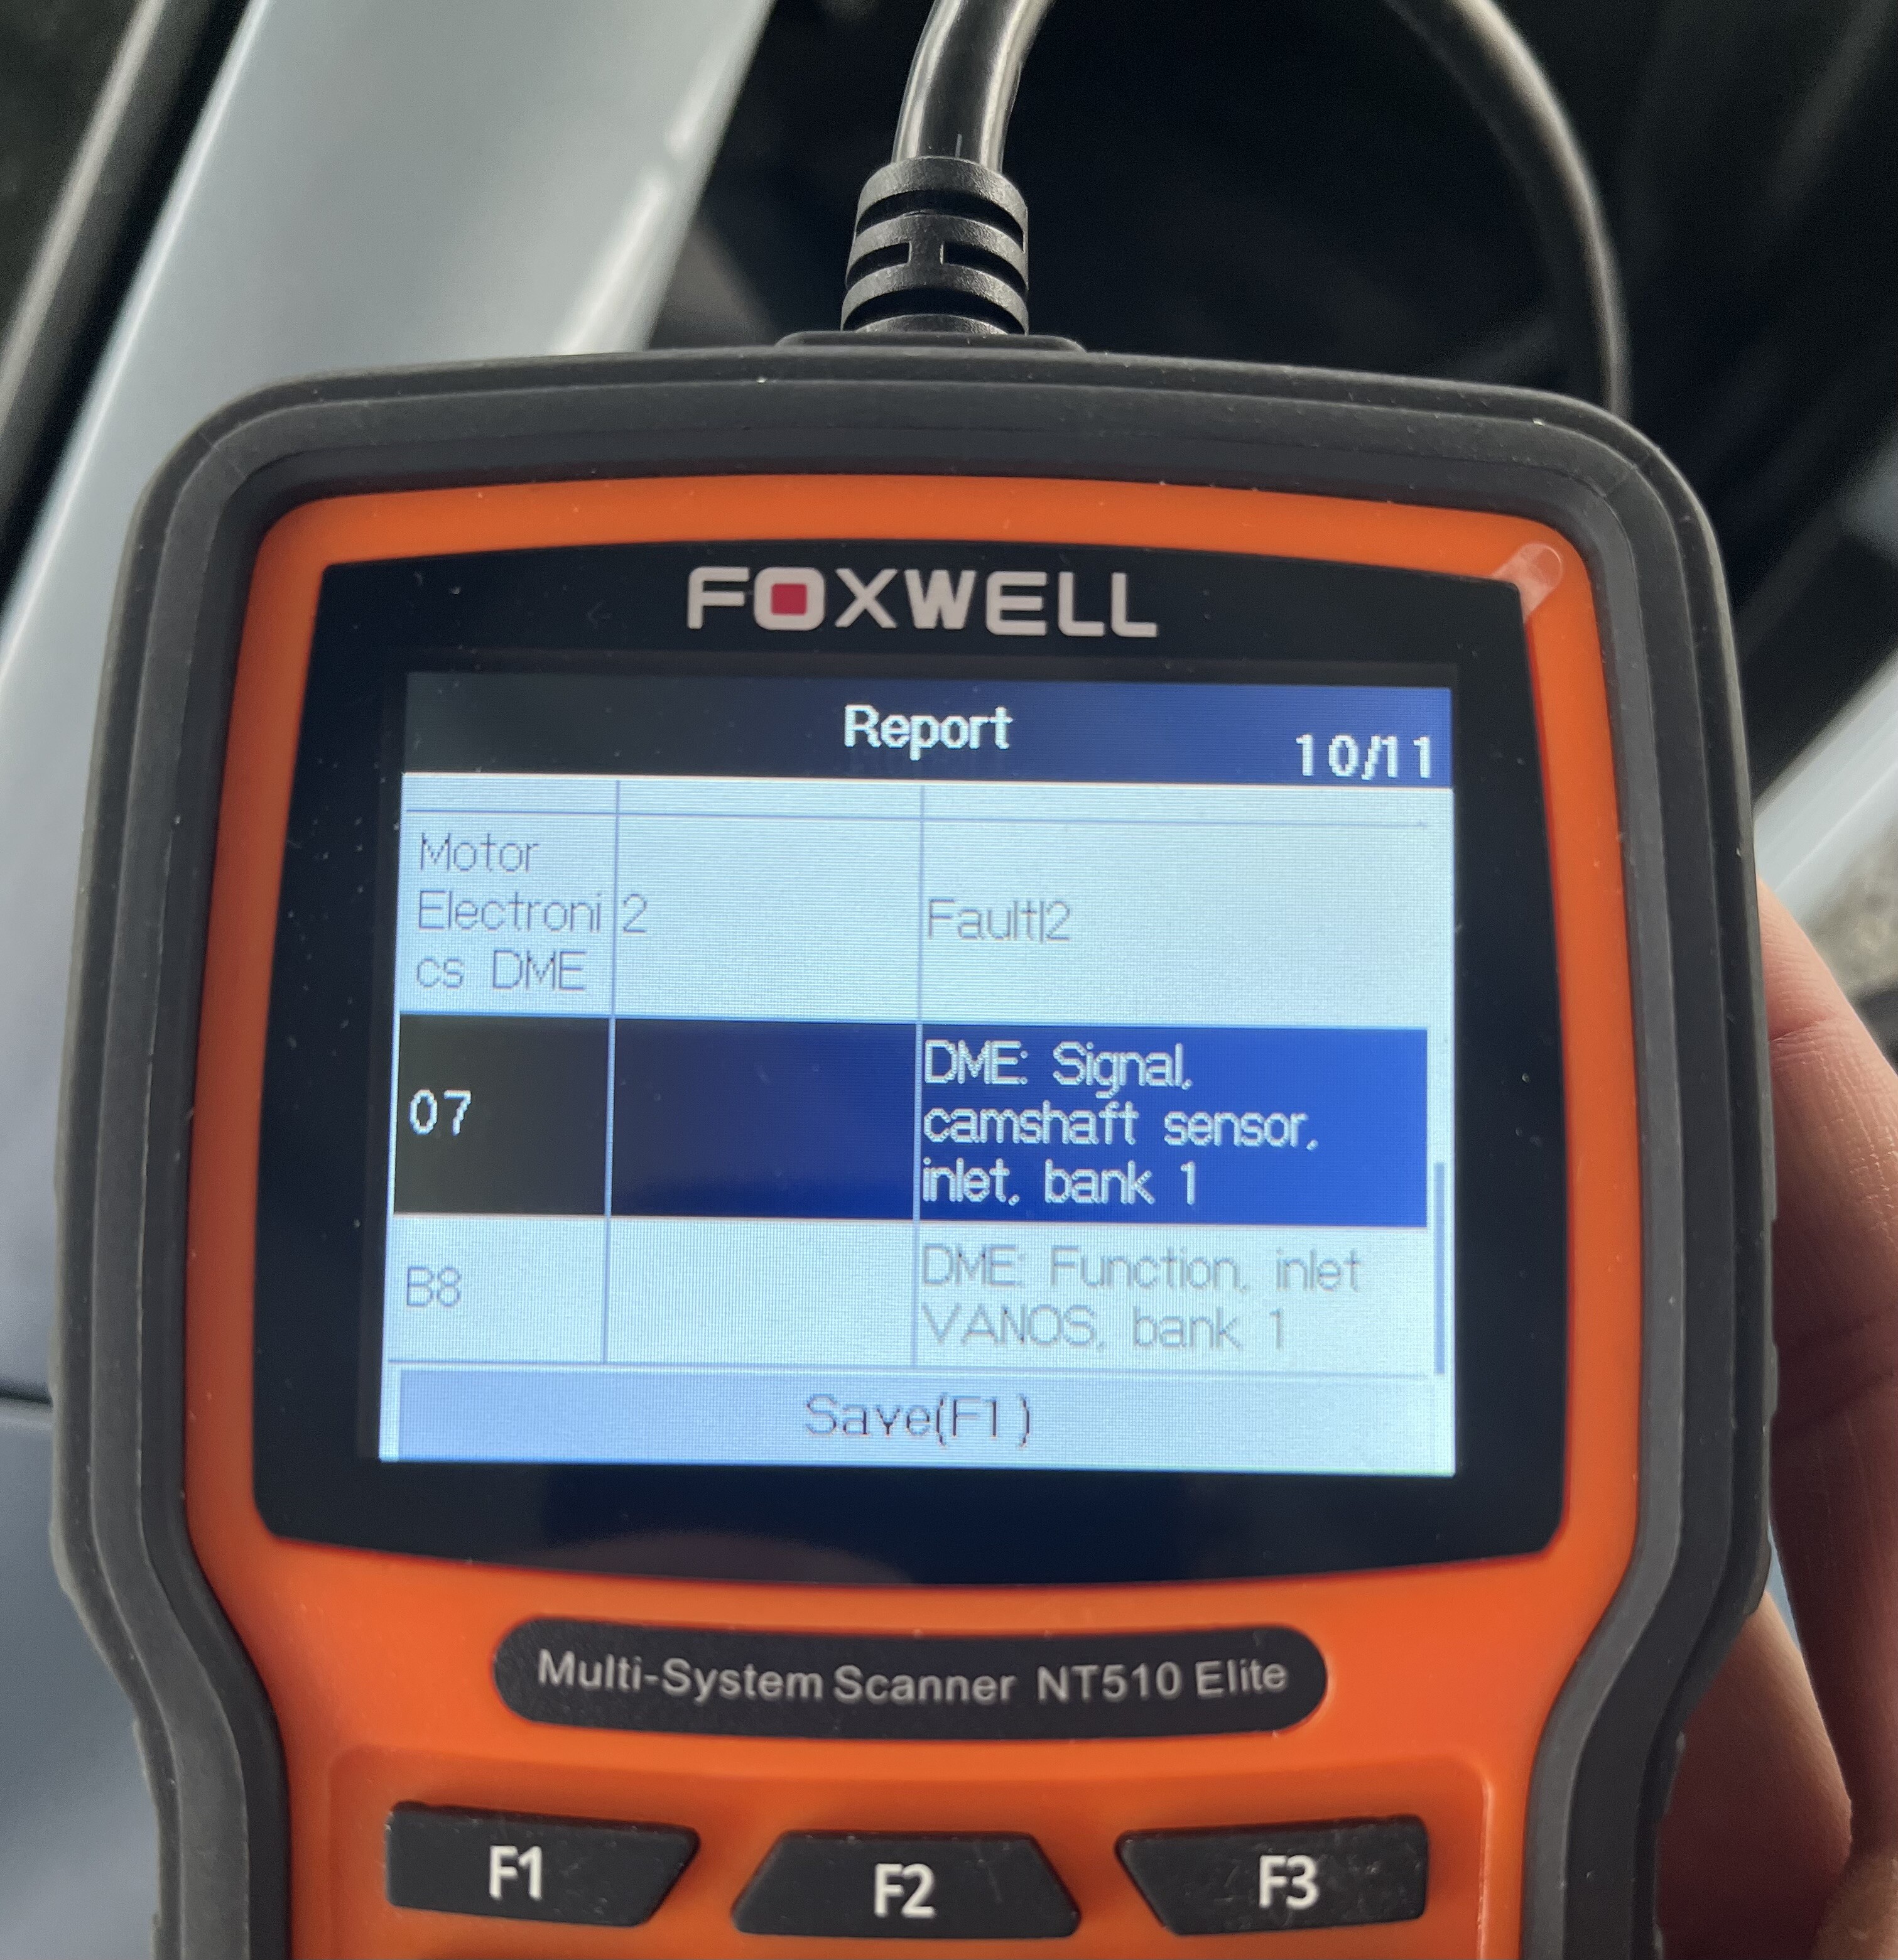 FOXWELL
Report
10/11
Motor
Electroni
cs DME
2
Fault|2
07
DME: Signal,
camshaft sensor,
inlet, bank 1
B8
DME: Function, inlet
VANOS, bank 1
Save(F1)
Multi-System Scanner NT510 Elite
F1
F2
F3